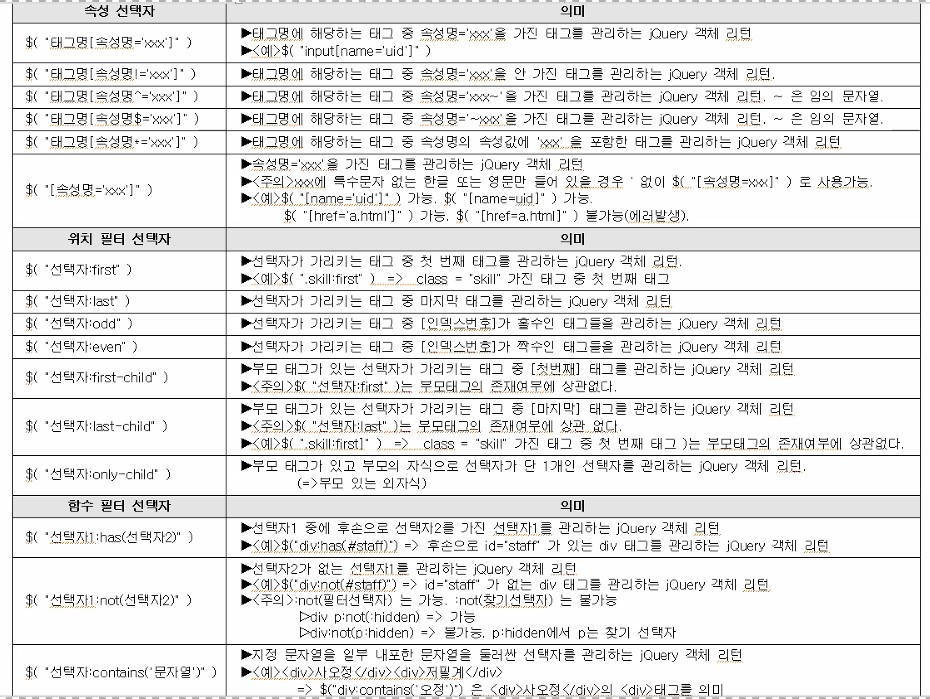 속성 선택자 의미
$( "태그명[속성명='xxx']" ) ▶태그명에 해당하는 태그 중 속성명='xxx'을 가진 태그를 관리하는 jQuery 객체 리턴
▶<예>$( "input[name='uid']" )
$( "태그명[속성명!='xxx']" ) ▶태그명에 해당하는 태그 중 속성명='xxx'을 안 가진 태그를 관리하는 jQuery 객체 리턴.
$( "태그명[속성명^='xxx']" ) ▶태그명에 해당하는 태그 중 속성명='xxx~'을 가진 태그를 관리하는 jQuery 객체 리턴. ~ 은 임의 문자열.
$( "태그명[속성명$='xxx']" ) ▶태그명에 해당하는 태그 중 속성명='~xxx'을 가진 태그를 관리하는 jQuery 객체 리턴. ~ 은 임의 문자열.
$( "태그명[속성명*='xxx']" ) ▶태그명에 해당하는 태그 중 속성명의 속성값에 'xxx' 을 포함한 태그를 관리하는 jQuery 객체 리턴
$( "[속성명='xxx']" ) ▶속성명='xxx'을 가진 태그를 관리하는 jQuery 객체 리턴
▶<주의>xxx에 특수문자 없는 한글 또는 영문만 들어 있을 경우 ' 없이 $( "[속성명=xxx]" ) 로 사용가능.
▶<예>$( "[name='uid']" ) 가능. $( "[name=uid]" ) 가능.
$( "[href='a.html']" ) 가능. $( "[href=a.html]" ) 불가능(에러발생).
위치 필터 선택자 의미
$( "선택자:first" ) ▶선택자가 가리키는 태그 중 첫 번째 태그를 관리하는 jQuery 객체 리턴.
▶<예>$( ".skill:first" ) => class = "skill" 가진 태그 중 첫 번째 태그
$( "선택자:last" ) ▶선택자가 가리키는 태그 중 마지막 태그를 관리하는 jQuery 객체 리턴
$( "선택자:odd" ) ▶선택자가 가리키는 태그 중 [인덱스번호]가 홀수인 태그들을 관리하는 jQuery 객체 리턴
$( "선택자:even" ) ▶선택자가 가리키는 태그 중 [인덱스번호]가 짝수인 태그들을 관리하는 jQuery 객체 리턴
$( "선택자:first-child" ) ▶부모 태그가 있는 선택자가 가리키는 태그 중 [첫번째] 태그를 관리하는 jQuery 객체 리턴
▶<주의>$( "선택자:first" )는 부모태그의 존재여부에 상관없다.
$( "선택자:last-child" ) ▶부모 태그가 있는 선택자가 가리키는 태그 중 [마지막] 태그를 관리하는 jQuery 객체 리턴
▶<주의>$( "선택자:last" )는 부모태그의 존재여부에 상관 없다.
▶<예>$( ".skill:first]" ) => class = "skill" 가진 태그 중 첫 번째 태그 )는 부모태그의 존재여부에 상관없다.
$( "선택자:only-child" ) ▶부모 태그가 있고 부모의 자식으로 선택자가 단 1개인 선택자를 관리하는 jQuery 객체 리턴.
(=>부모 있는 외자식)
함수 필터 선택자 의미
$( "선택자1:has(선택자2)" ) ▶선택자1 중에 후손으로 선택자2를 가진 선택자1를 관리하는 jQuery 객체 리턴
▶<예>$("div:has(#staff)") => 후손으로 id="staff" 가 있는 div 태그를 관리하는 jQuery 객체 리턴
$( "선택자1:not(선택자2)" ) ▶선택자2가 없는 선택자1를 관리하는 jQuery 객체 리턴
▶<예>$("div:not(#staff)") => id="staff" 가 없는 div 태그를 관리하는 jQuery 객체 리턴
▶<주의>:not(필터선택자) 는 가능. :not(찾기선택자) 는 불가능
▷div p:not(:hidden) => 가능
▷div:not(p:hidden) => 불가능. p:hidden에서 p는 찾기 선택자
$( "선택자:contains('문자열')" ) ▶지정 문자열을 일부 내포한 문자열을 둘러싼 선택자를 관리하는 jQuery 객체 리턴
▶<예><div>사오정</div><div>저팔계</div>
=> $("div:contains('오정')") 은 <div>사오정</div>의 <div>태그를 의미